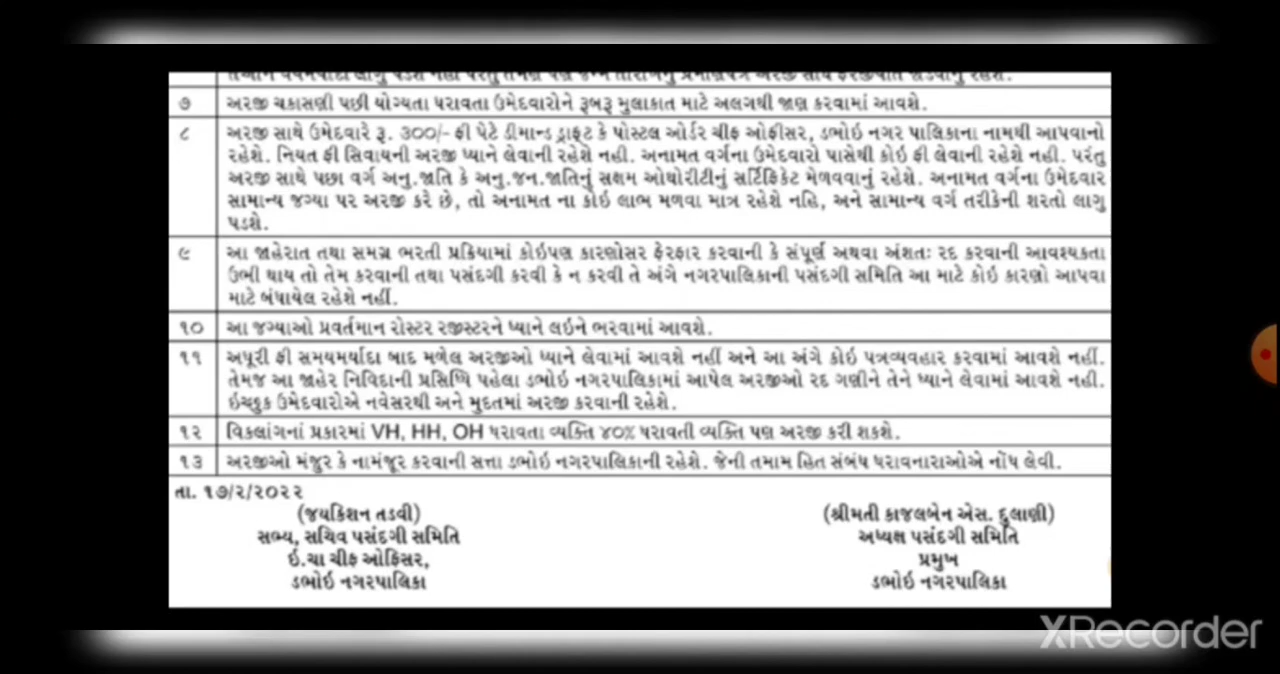 ૭ અરજી ચકાસણી પછી યોગ્યતા ધરાવતા ઉમેદવારોને રૂબરૂ મુલાકાત માટે અલગથી જાણ કરવામાં આવશે.
૮ અરજી સાથે ઉમેદવારે રૂ. ૩૦૦/- ફી પેટે ડીમાન્ડ ડ્રાફ્ટ કે પોસ્ટલ ઓર્ડર ચીફ ઓફીસર, ડભોઇ નગર પાલિકાના નામથી આપવાનો
રહેશે. નિયત ફી સિવાયની અરજી ધ્યાને લેવાની રહેશે નહી. અનામત વર્ગના ઉમેદવારો પાસેથી કોઇ ફી લેવાની રહેશે નહી. પરંતુ
અરજી સાથે પછા વર્ગ અનુ.જાતિ કે અનુ.જન.જાતિનું સક્ષમ ઓથોરીટીનું સર્ટિફિકેટ મેળવવાનું રહેશે. અનામત વર્ગના ઉમેદવાર
સામાન્ય જગ્યા પર અરજી કરે છે, તો અનામત ના કોઇ લાભ મળવા માત્ર રહેશે નહિ, અને સામાન્ય વર્ગ તરીકેની શરતો લાગુ
પડશે.
૯ આ જાહેરાત તથા સમગ્ર ભરતી પ્રક્રિયામાં કોઇપણ કારણોસર ફેરફાર કરવાની કે સંપૂર્ણ અથવા અંશતઃ રદ કરવાની આવશ્યકતા
ઉભી થાય તો તેમ કરવાની તથા પસંદગી કરવી કે ન કરવી તે અંગે નગરપાલિકાની પસંદગી સમિતિ આ માટે કોઇ કારણો આપવા
માટે બંધાયેલ રહેશે નહીં.
૧૦ આ જગ્યાઓ પ્રવર્તમાન રોસ્ટર રજીસ્ટરને ધ્યાને લઇને ભરવામાં આવશે.
૧૧ અપૂરી ફી સમયમર્યાદા બાદ મળેલ અરજીઓ ધ્યાને લેવામાં આવશે નહીં અને આ અંગે કોઇ પત્રવ્યવહાર કરવામાં આવશે નહીં.
તેમજ આ જાહેર નિવિદાની પ્રસિધ્ધિ પહેલા ડભોઇ નગરપાલિકામાં આપેલ અરજીઓ રદ ગણીને તેને ધ્યાને લેવામાં આવશે નહી.
ઇચ્છુક ઉમેદવારોએ નવેસરથી અને મુદતમાં અરજી કરવાની રહેશે.
૧૨ વિકલાંગનાં પ્રકારમાં VH, HH, OH ધરાવતા વ્યક્તિ ૪૦% ધરાવતી વ્યક્તિ પણ અરજી કરી શકશે.
૧૩ અરજીઓ મંજુર કે નામંજૂર કરવાની સત્તા ડભોઇ નગરપાલિકાની રહેશે. જેની તમામ હિત સંબંધ ધરાવનારાઓએ નોંધ લેવી.
તા. ૧૭/૨/૨૦૨૨
(જયકિશન તડવી)
સભ્ય, સચિવ પસંદગી સમિતિ
ઇ.ચા ચીફ ઓફિસર,
ડભોઇ નગરપાલિકા
(શ્રીમતી કાજલબેન એસ. દુલાણી)
અધ્યક્ષ પસંદગી સમિતિ
પ્રમુખ
ડભોઇ નગરપાલિકા
XRecorder